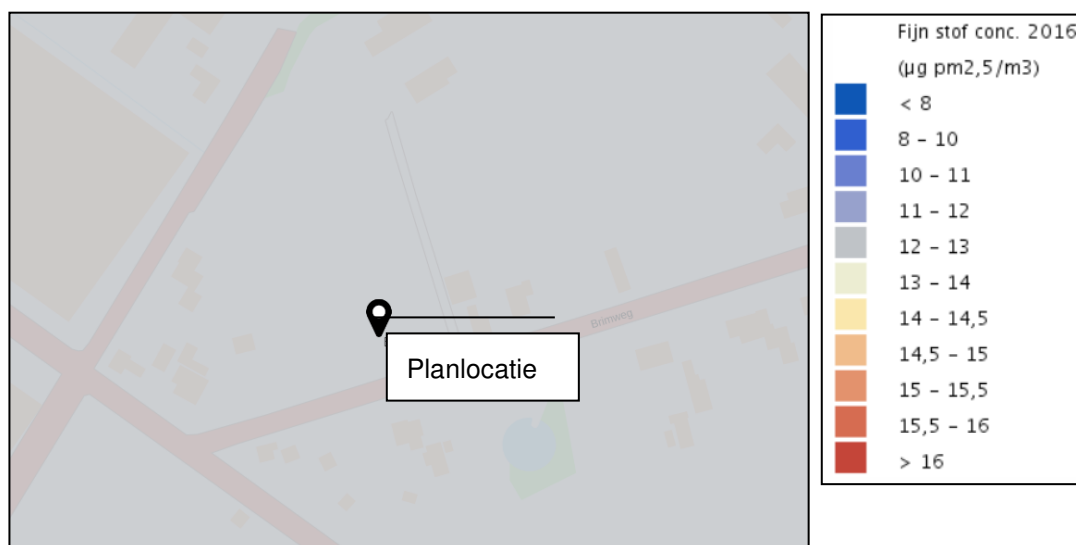 Brimweg
Planlocatie
Fijn stof conc. 2016
(µg pm2,5/m3)
< 8
8 – 10
10 – 11
11 – 12
12 – 13
13 – 14
14 – 14,5
14,5 – 15
15 – 15,5
15,5 – 16
> 16